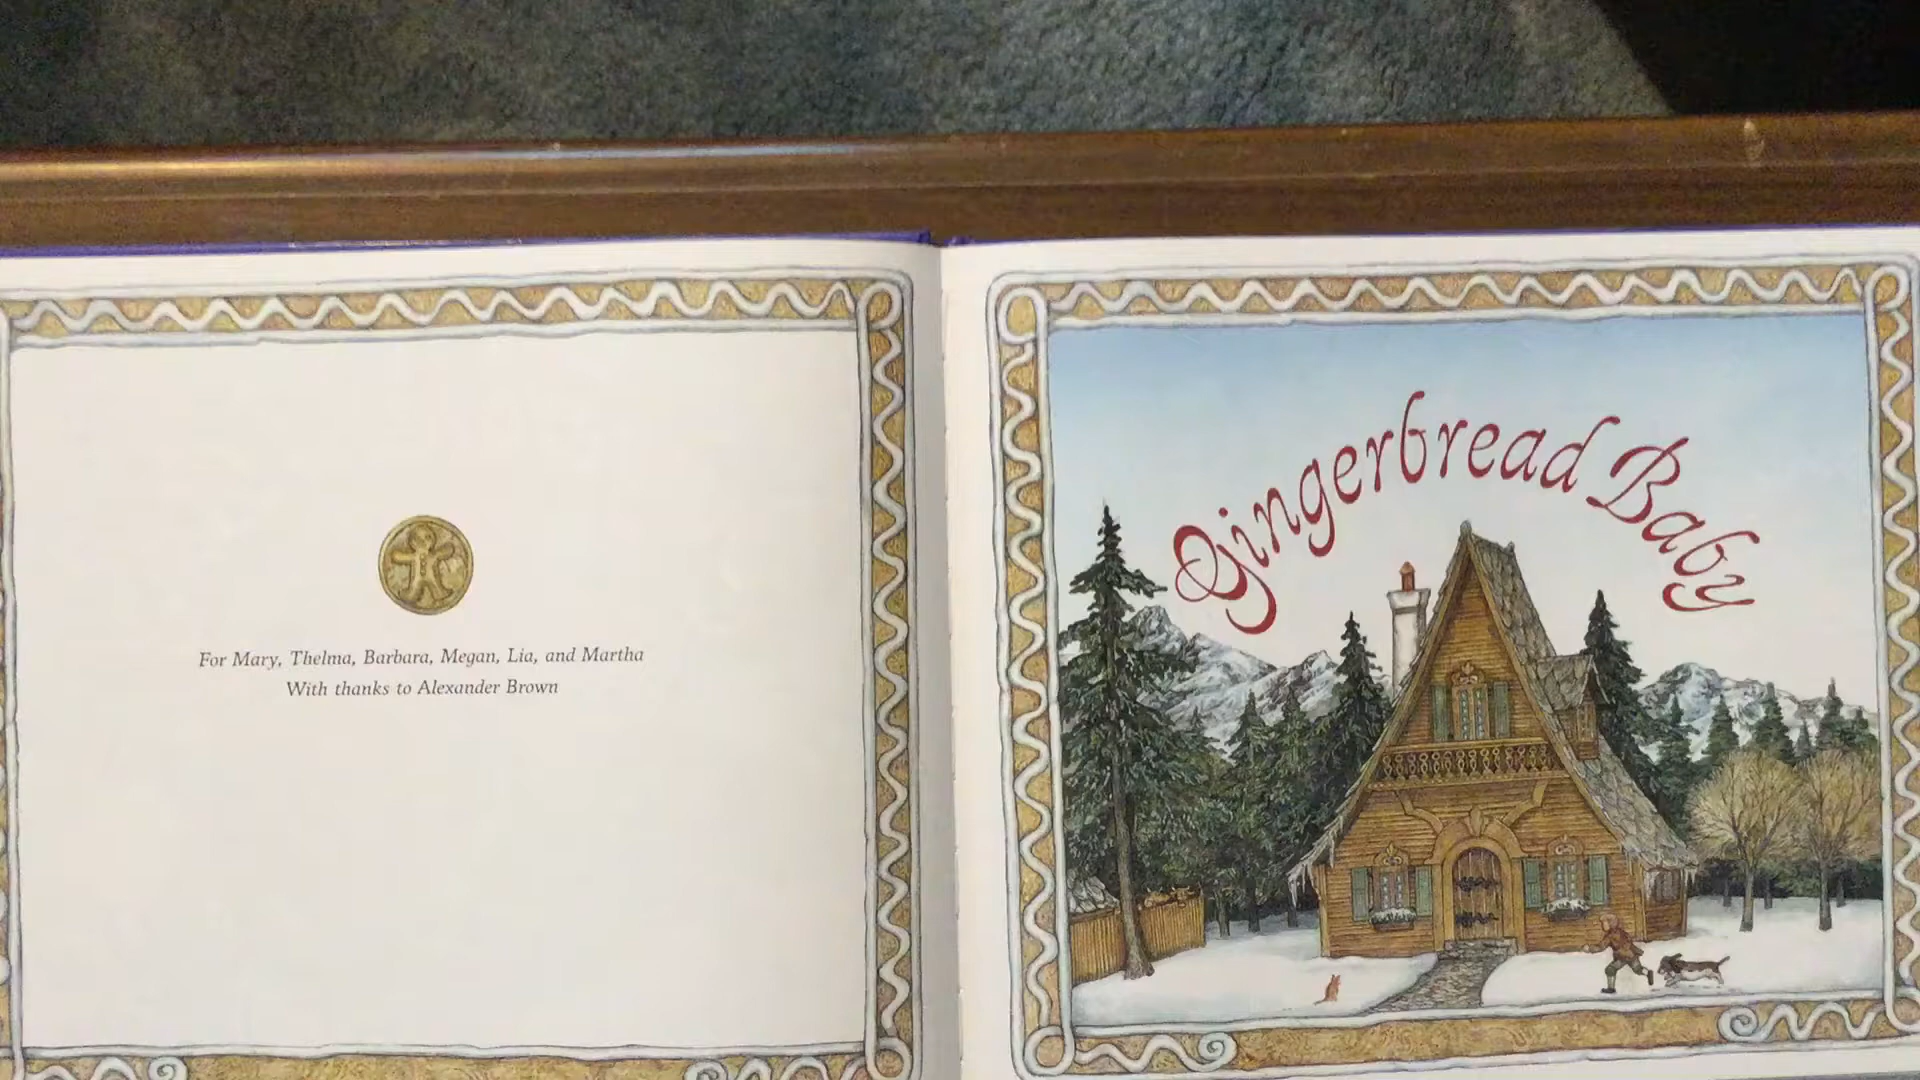 For Mary, Thelma, Barbara, Megan, Lia, and Martha
With thanks to Alexander Brown
Gingerbread Baby